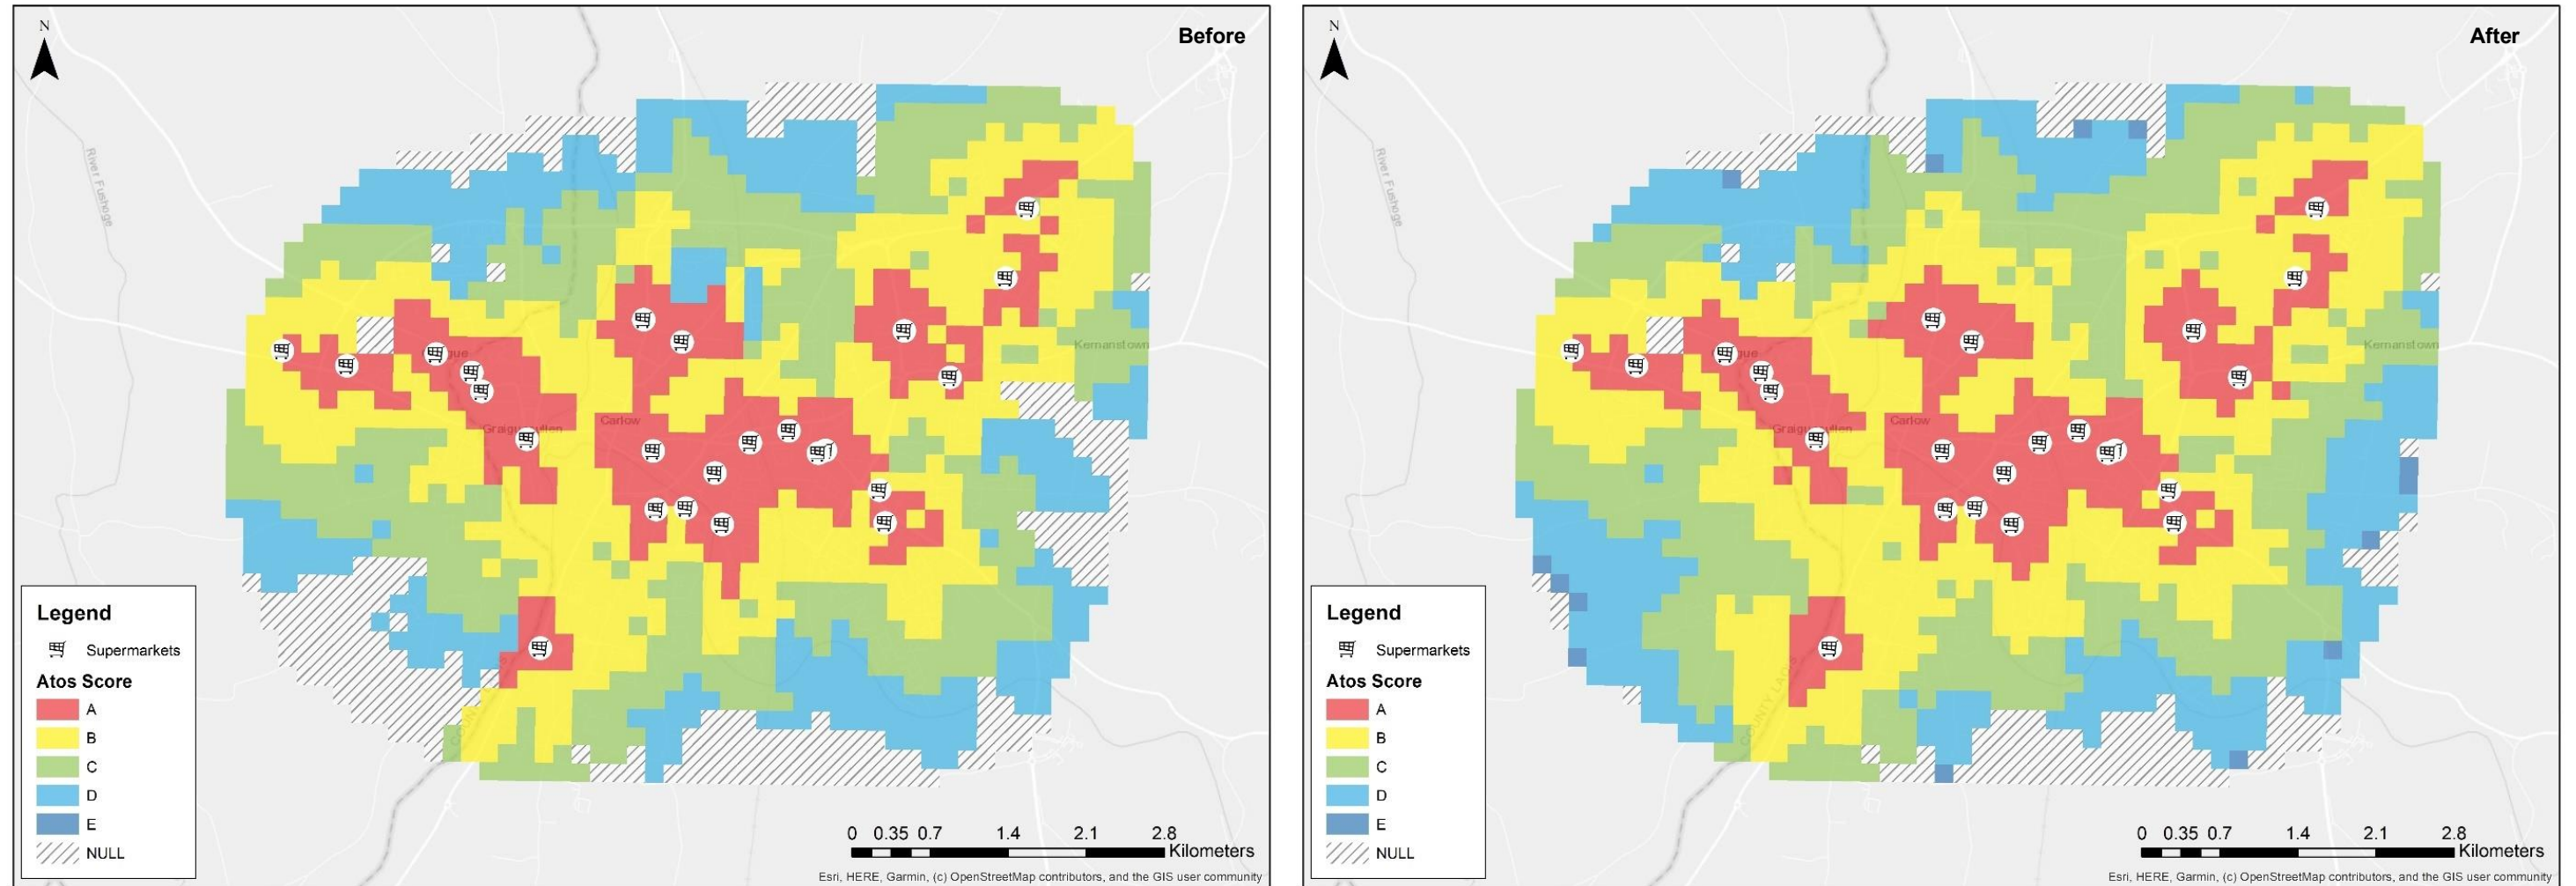 N
Before
River Fushoge
Kernanstown
Carlow
Legend
Supermarkets
Atos Score
A
B
C
D
E
NULL
0 0.35 0.7 1.4 2.1 2.8
Kilometers
Esri, HERE, Garmin, (c) OpenStreetMap contributors, and the GIS user community
N
After
River Fushoge
Kernanstown
Carlow
COUNTY LAOIS
Legend
Supermarkets
Atos Score
A
B
C
D
E
NULL
0 0.35 0.7 1.4 2.1 2.8
Kilometers
Esri, HERE, Garmin, (c) OpenStreetMap contributors, and the GIS user community